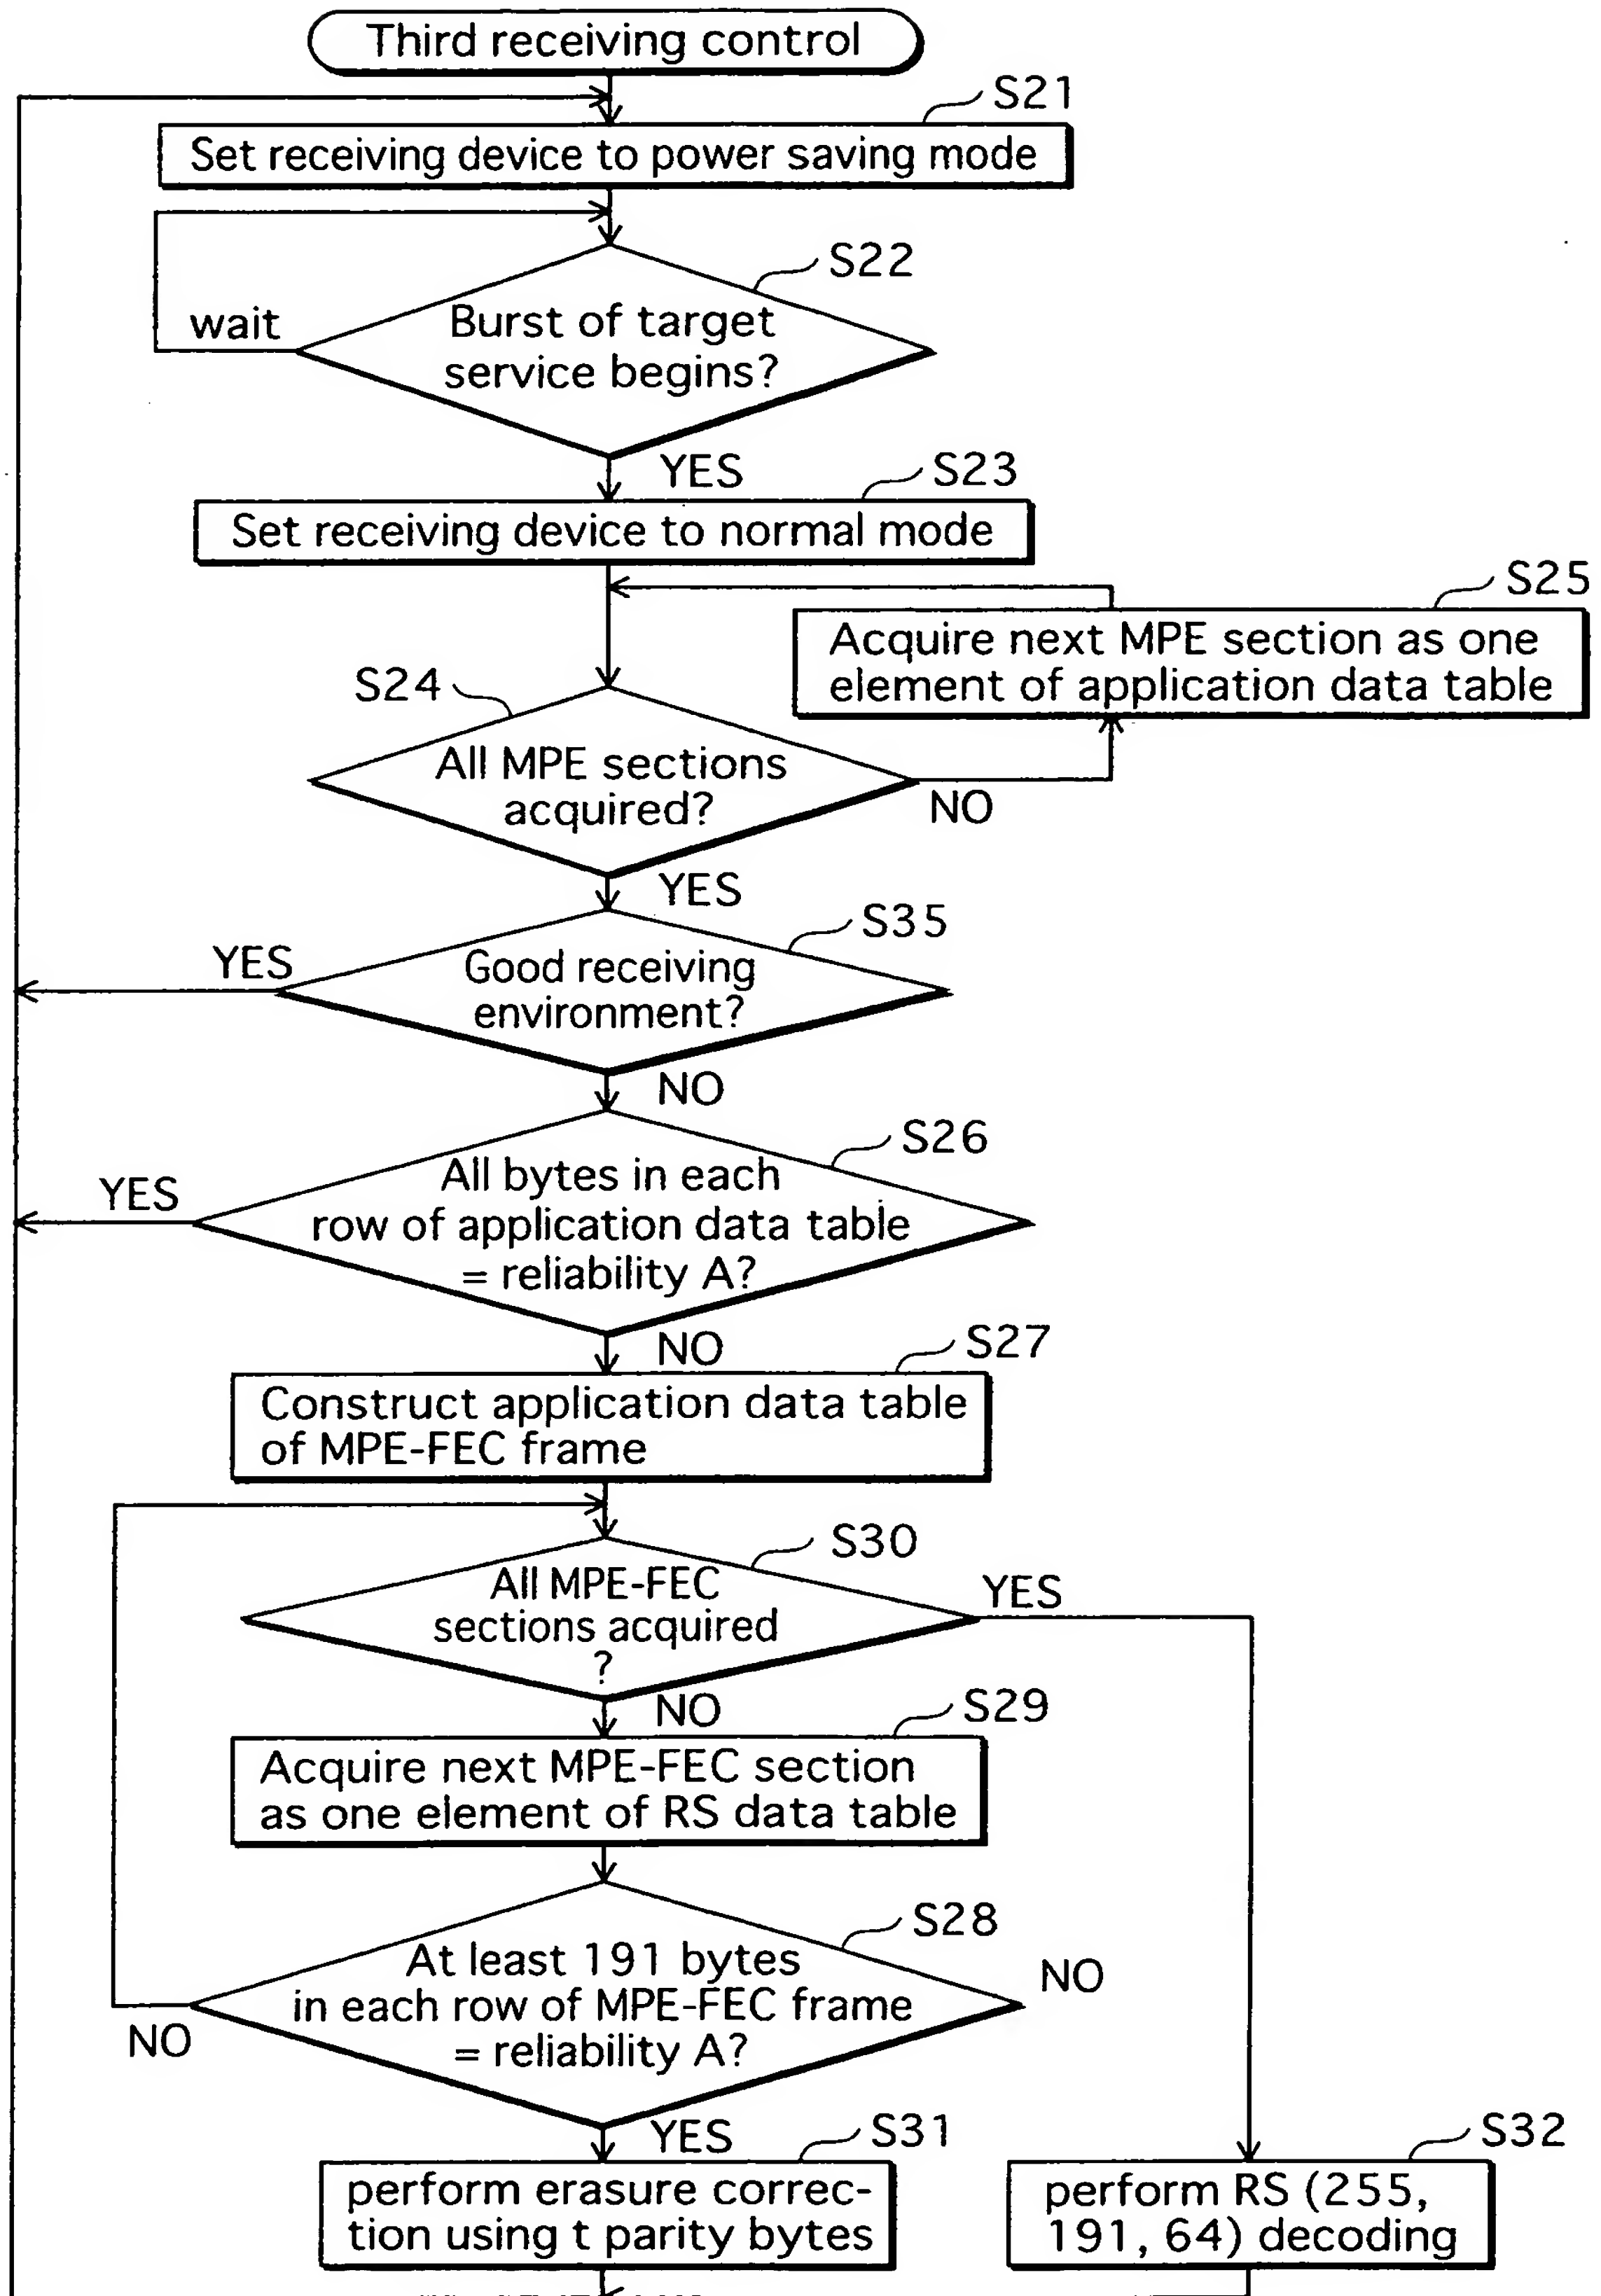 Third receiving control
S21
Set receiving device to power saving mode
S22
wait
Burst of target
service begins?
YES
S23
Set receiving device to normal mode
S25
Acquire next MPE section as one
element of application data table
S24
All MPE sections
acquired?
NO
YES
S35
YES
Good receiving
environment?
NO
S26
YES
All bytes in each
row of application data table
= reliability A?
NO
S27
Construct application data table
of MPE-FEC frame
S30
All MPE-FEC
sections acquired
?
YES
NO
S29
Acquire next MPE-FEC section
as one element of RS data table
S28
At least 191 bytes
in each row of MPE-FEC frame
= reliability A?
NO
NO
YES
S31
perform erasure correc-
tion using t parity bytes
S32
perform RS (255,
191, 64) decoding